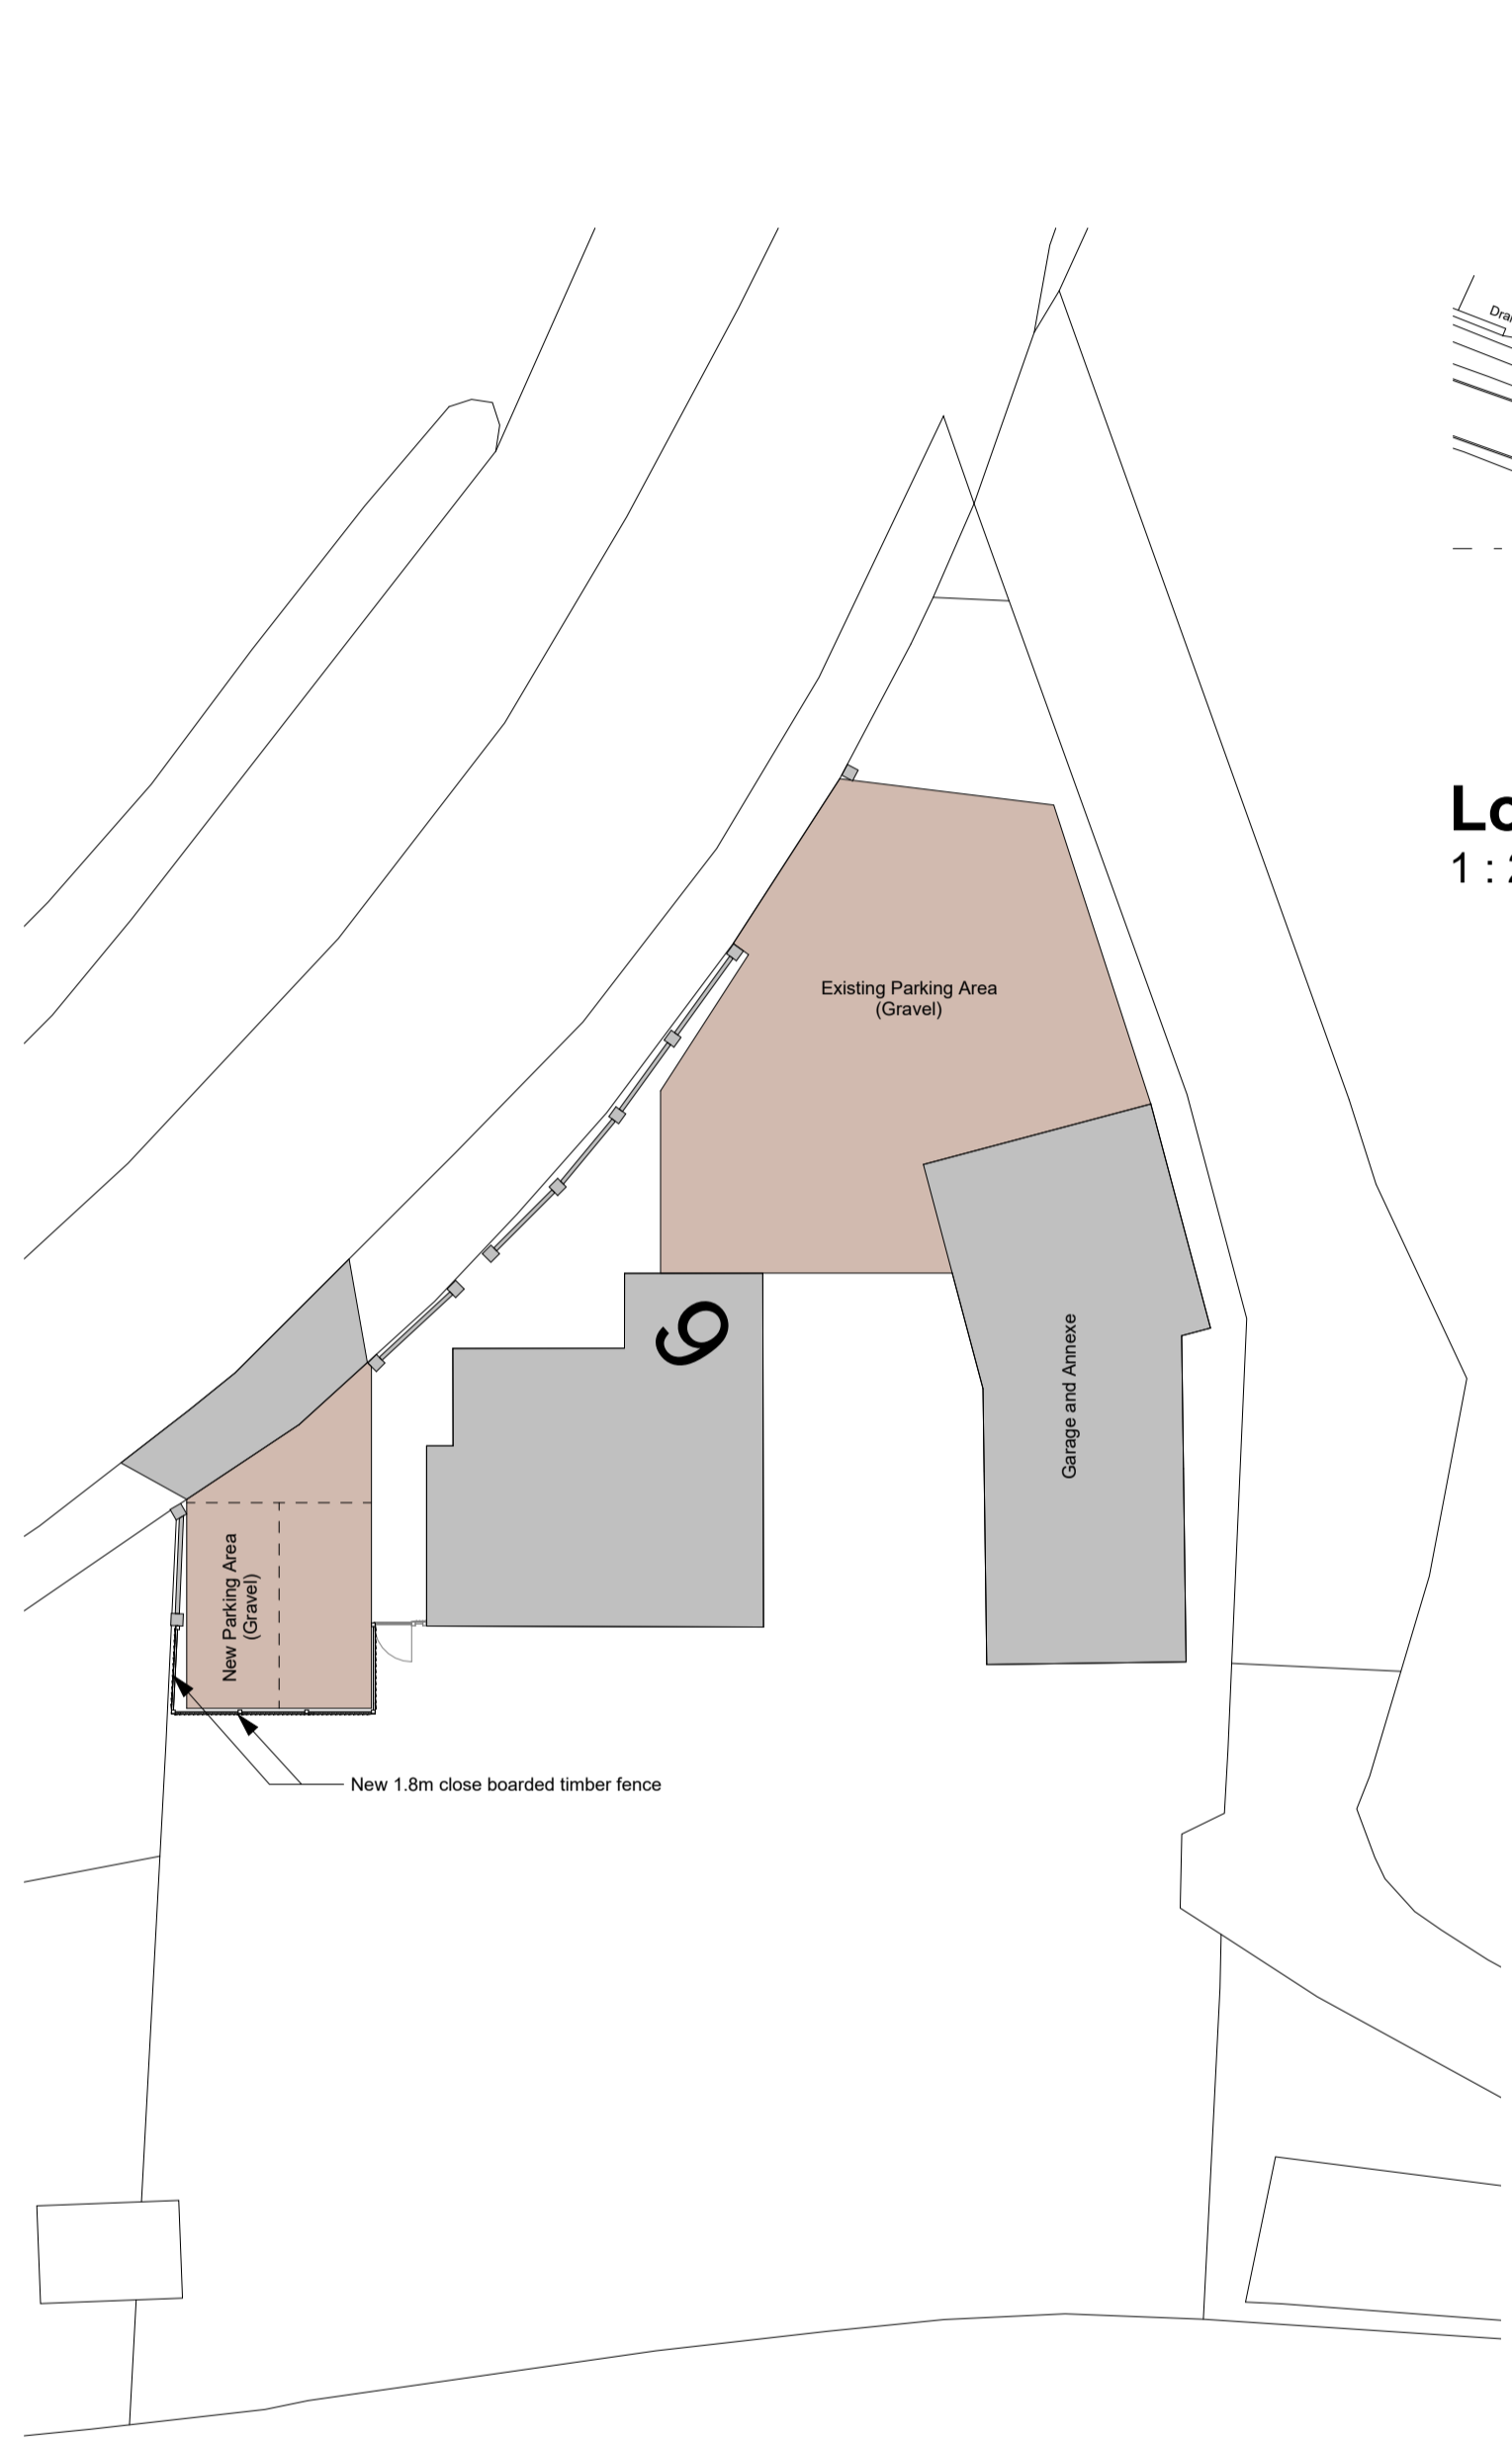 Existing Parking Area
(Gravel)
9
Garage and Annexe
New Parking Area
(Gravel)
New 1.8m close boarded timber fence